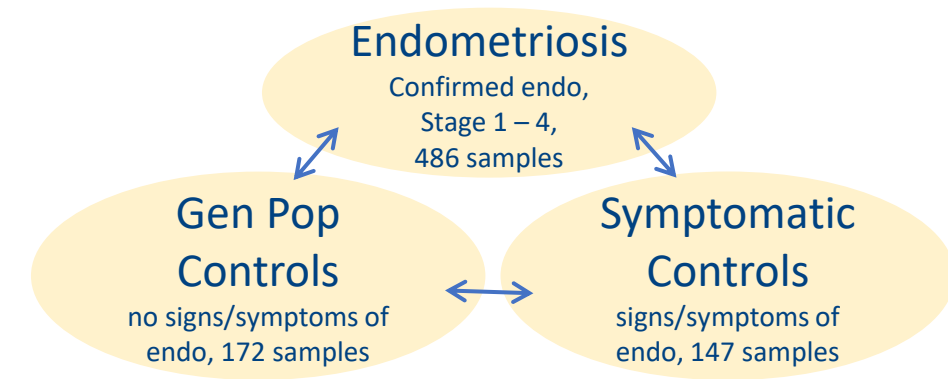 Endometriosis
Confirmed endo,
Stage 1 – 4,
486 samples
Gen Pop
Controls
no signs/symptoms of
endo, 172 samples
Symptomatic
Controls
signs/symptoms of
endo, 147 samples